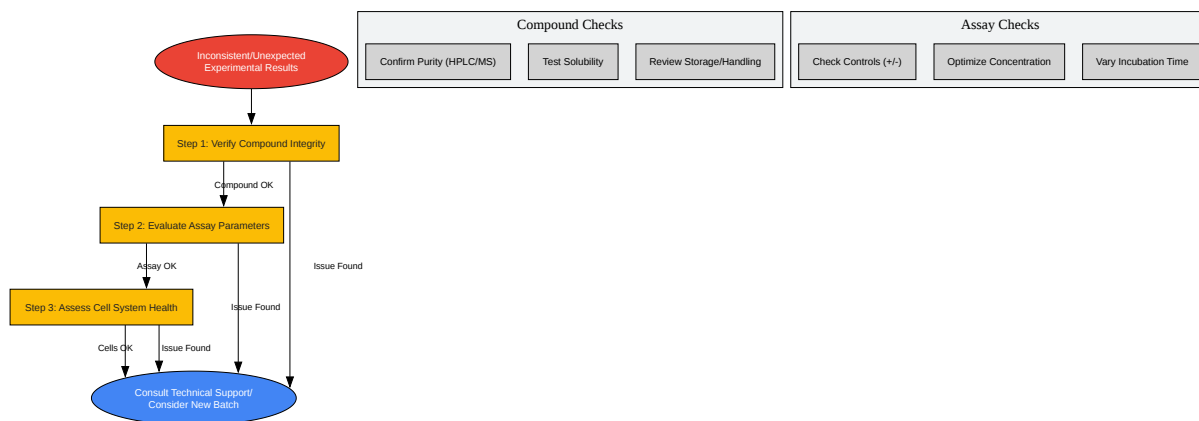 Inconsistent/Unexpected
Experimental Results
Compound Checks
Confirm Purity (HPLC/MS)
Test Solubility
Review Storage/Handling
Assay Checks
Check Controls (+/-)
Optimize Concentration
Vary Incubation Time
Step 1: Verify Compound Integrity
Compound OK
Step 2: Evaluate Assay Parameters
Assay OK
Issue Found
Step 3: Assess Cell System Health
Issue Found
Cells OK
Issue Found
Consult Technical Support/
Consider New Batch